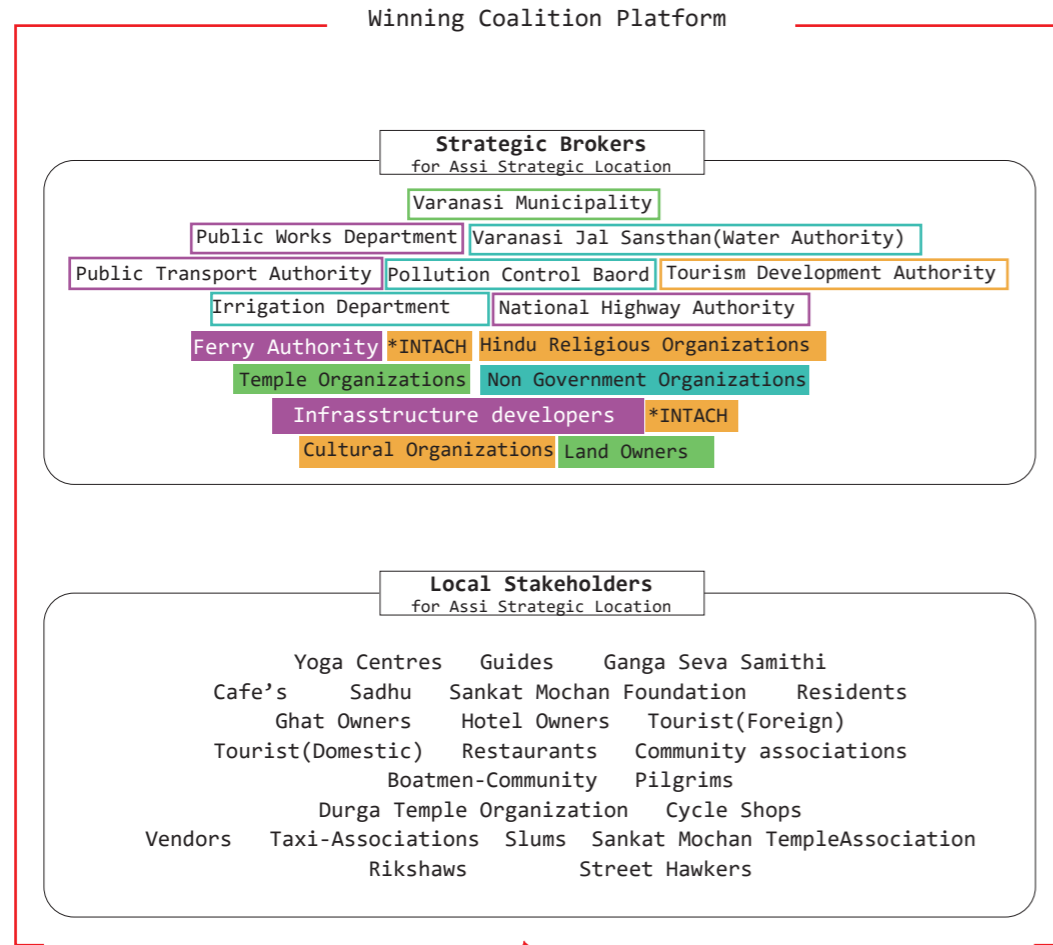 Winning Coalition Platform
Strategic Brokers
for Assi Strategic Location
Varanasi Municipality
Public Works Department Varanasi Jal Sansthan(Water Authority)
Public Transport Authority Pollution Control Baord Tourism Development Authority
Irrigation Department National Highway Authority
Ferry Authority *INTACH Hindu Religious Organizations
Temple Organizations Non Government Organizations
Infrasstructure developers *INTACH
Cultural Organizations Land Owners
Local Stakeholders
for Assi Strategic Location
Yoga Centres Guides Ganga Seva Samithi
Cafe’s Sadhu Sankat Mochan Foundation Residents
Ghat Owners Hotel Owners Tourist(Foreign)
Tourist(Domestic) Restaurants Community associations
Boatmen-Community Pilgrims
Durga Temple Organization Cycle Shops
Vendors Taxi-Associations Slums Sankat Mochan TempleAssociation
Rikshaws Street Hawkers